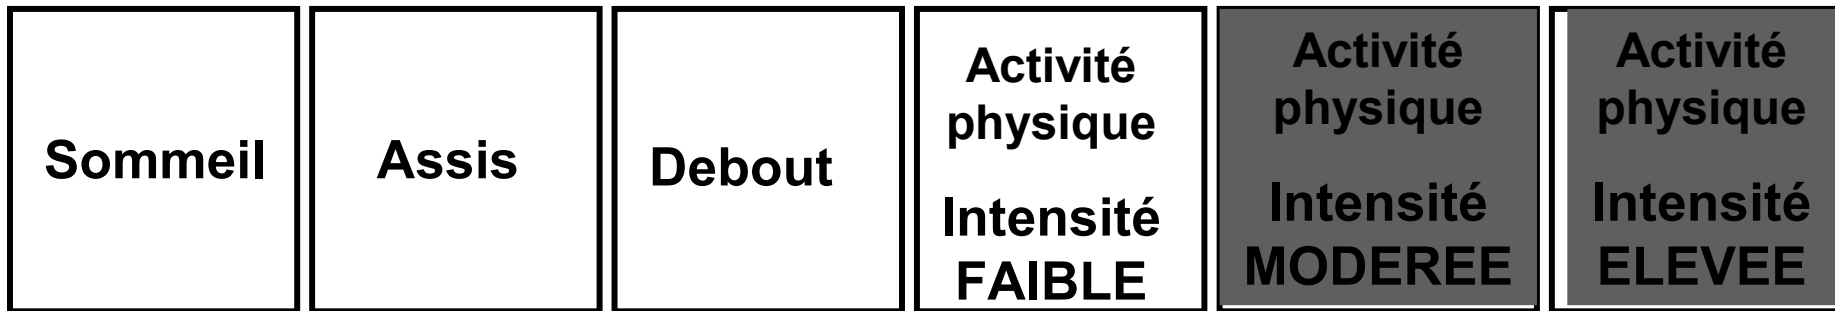 Sommeil
Assis
Debout
Activité
physique
Intensité
FAIBLE
Activité
physique
Intensité
MODEREE
Activité
physique
Intensité
ELEVEE